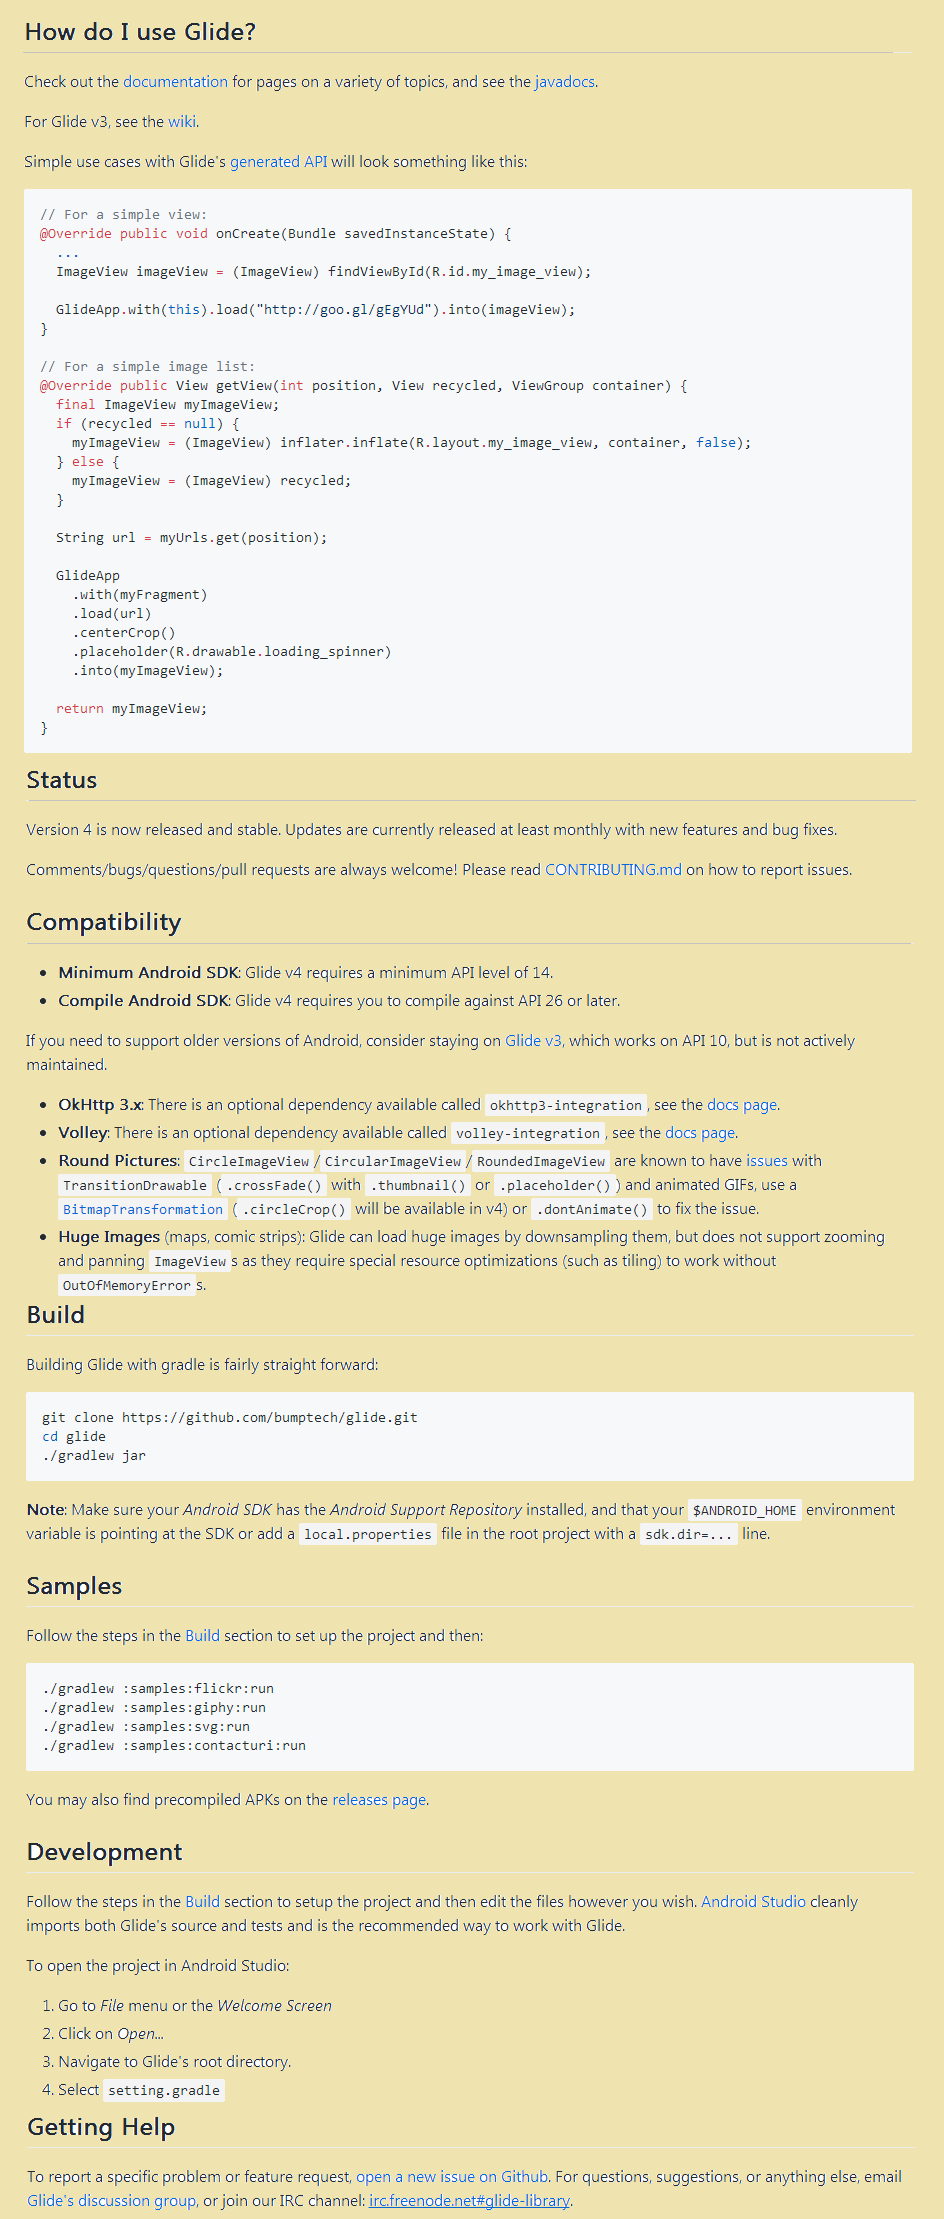 How do I use Glide?
Check out the documentation for pages on a variety of topics, and see the javadocs.
For Glide v3, see the wiki.
Simple use cases with Glide's generated API will look something like this:
// For a simple view:
@Override public void onCreate(Bundle savedInstanceState) {
  ...
  ImageView imageView = (ImageView) findViewById(R.id.my_image_view);
  GlideApp.with(this).load("http://goo.gl/gEgYUd").into(imageView);
}
// For a simple image list:
@Override public View getView(int position, View recycled, ViewGroup container) {
  final ImageView myImageView;
  if (recycled == null) {
    myImageView = (ImageView) inflater.inflate(R.layout.my_image_view, container, false);
  } else {
    myImageView = (ImageView) recycled;
  }
  String url = myUrls.get(position);
  GlideApp
    .with(myFragment)
    .load(url)
    .centerCrop()
    .placeholder(R.drawable.loading_spinner)
    .into(myImageView);
  return myImageView;
}
Status
Version 4 is now released and stable. Updates are currently released at least monthly with new features and bug fixes.
Comments/bugs/questions/pull requests are always welcome! Please read CONTRIBUTING.md on how to report issues.
Compatibility
• Minimum Android SDK: Glide v4 requires a minimum API level of 14.
• Compile Android SDK: Glide v4 requires you to compile against API 26 or later.
If you need to support older versions of Android, consider staying on Glide v3, which works on API 10, but is not actively
maintained.
• OkHttp 3.x: There is an optional dependency available called okhttp3-integration, see the docs page.
• Volley: There is an optional dependency available called volley-integration, see the docs page.
• Round Pictures: CircleImageView/CircularImageView/RoundedImageView are known to have issues with
TransitionDrawable (.crossFade() with .thumbnail() or .placeholder()) and animated GIFs, use a
BitmapTransformation (.circleCrop() will be available in v4) or .dontAnimate() to fix the issue.
• Huge Images (maps, comic strips): Glide can load huge images by downsampling them, but does not support zooming
and panning ImageViews as they require special resource optimizations (such as tiling) to work without
OutOfMemoryErrors.
Build
Building Glide with gradle is fairly straight forward:
git clone https://github.com/bumptech/glide.git
cd glide
./gradlew jar
Note: Make sure your Android SDK has the Android Support Repository installed, and that your $ANDROID_HOME environment
variable is pointing at the SDK or add a local.properties file in the root project with a sdk.dir=... line.
Samples
Follow the steps in the Build section to set up the project and then:
./gradlew :samples:flickr:run
./gradlew :samples:giphy:run
./gradlew :samples:svg:run
./gradlew :samples:contacturi:run
You may also find precompiled APKs on the releases page.
Development
Follow the steps in the Build section to setup the project and then edit the files however you wish. Android Studio cleanly
imports both Glide's source and tests and is the recommended way to work with Glide.
To open the project in Android Studio:
1. Go to File menu or the Welcome Screen
2. Click on Open...
3. Navigate to Glide's root directory.
4. Select setting.gradle
Getting Help
To report a specific problem or feature request, open a new issue on Github. For questions, suggestions, or anything else, email
Glide's discussion group, or join our IRC channel: irc.freenode.net#glide-library.